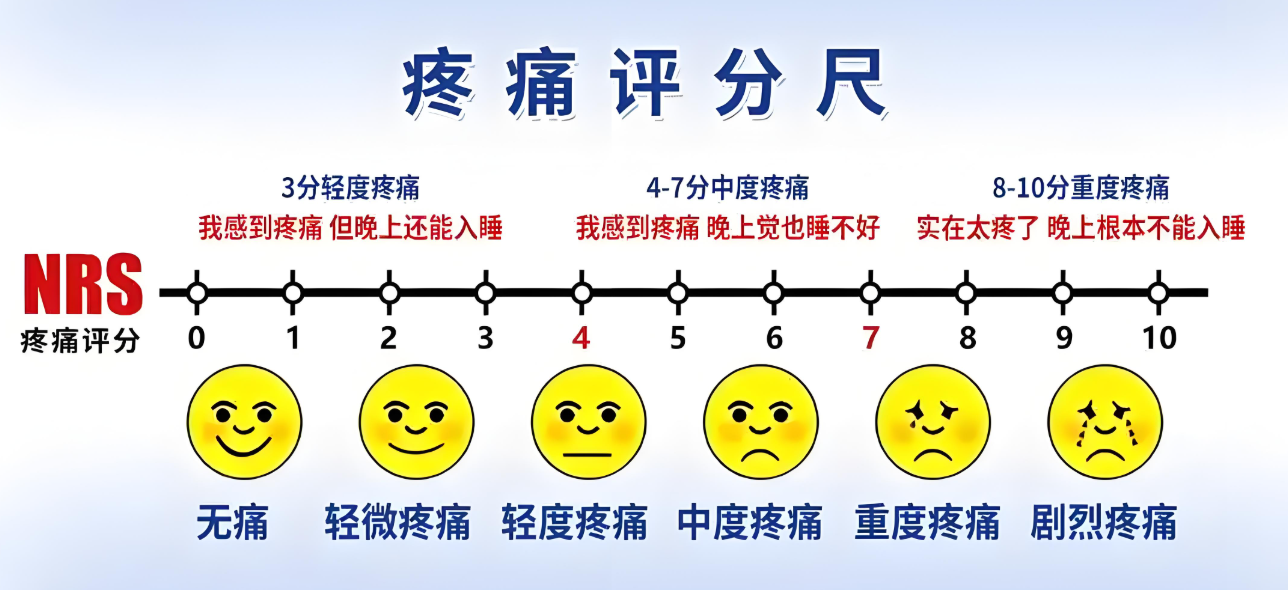 疼痛评分尺
3分轻度疼痛
我感到疼痛 但晚上还能入睡
4-7分中度疼痛
我感到疼痛 晚上觉也睡不好
8-10分重度疼痛
实在太疼了 晚上根本不能入睡
NRS
疼痛评分
0 1 2 3 4 5 6 7 8 9 10
无痛 轻微疼痛 轻度疼痛 中度疼痛 重度疼痛 剧烈疼痛